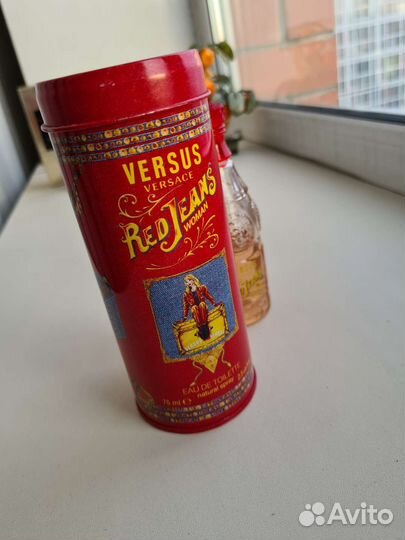 VERSUS
VERSACE
RED JEANS
WOMAN
EAU DE TOILETTE
75 ml e natural spray
Avito